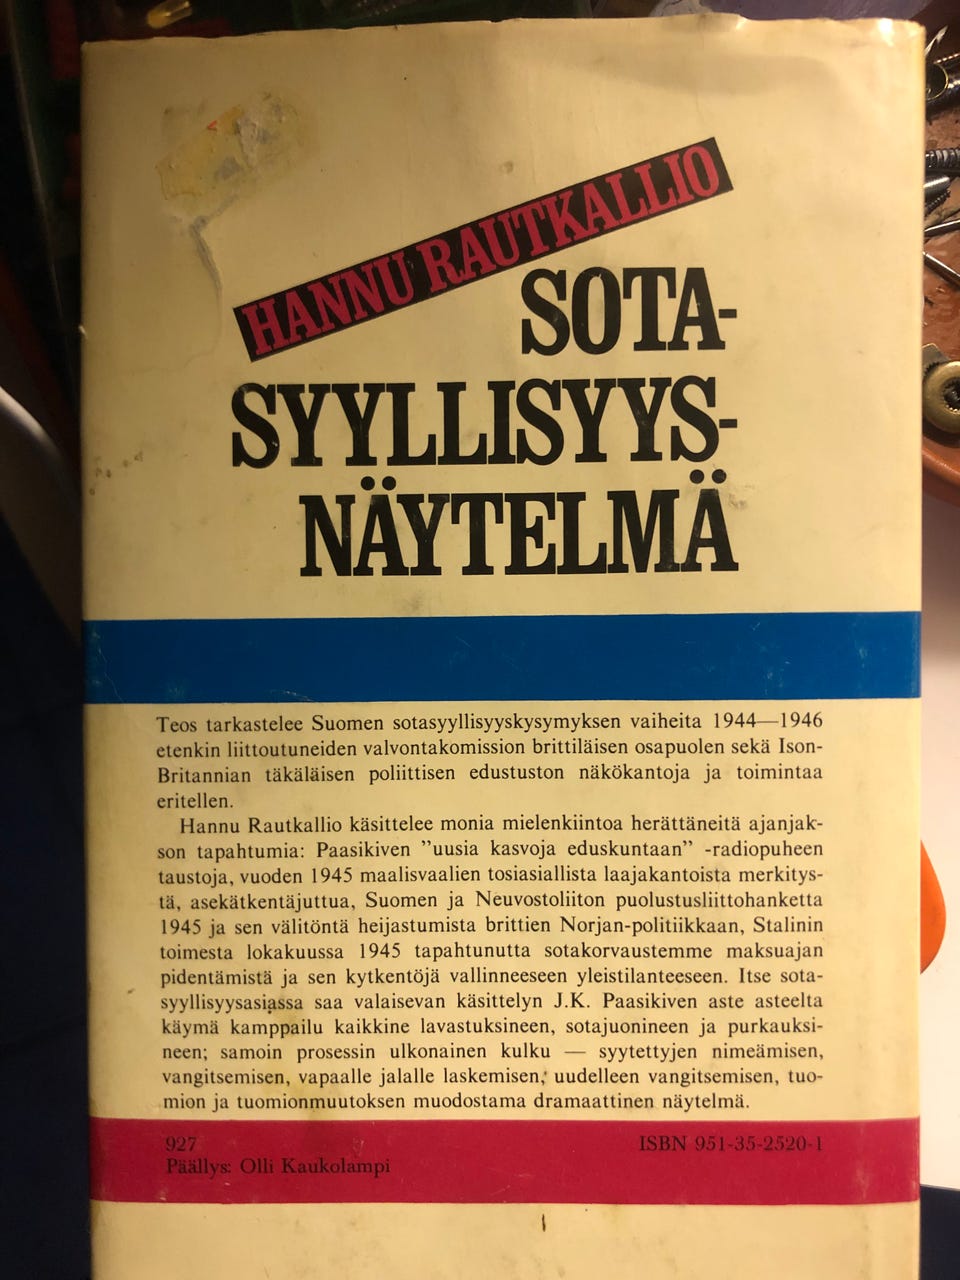 HANNU RAUTKALLIO
SOTA-
SYYLLISYYS-
NÄYTELMÄ
Teos tarkastelee Suomen sotasyyllisyyskysymyksen vaiheita 1944—1946
etenkin liittoutuneiden valvontakomission brittiläisen osapuolen sekä Ison-
Britannian täkäläisen poliittisen edustuston näkökantoja ja toimintaa
eritellen.
Hannu Rautkallio käsittelee monia mielenkiintoa herättäneitä ajanjak-
son tapahtumia: Paasikiven ”uusia kasvoja eduskuntaan” -radiopuheen
taustoja, vuoden 1945 maalisvaalien tosiasiallista laajakantoista merkitys-
tä, asekätkentäjuttua, Suomen ja Neuvostoliiton puolustusliittohanketta
1945 ja sen välitöntä heijastumista brittien Norjan-politiikkaan, Stalinin
toimesta lokakuussa 1945 tapahtunutta sotakorvaustemme maksuajan
pidentämistä ja sen kytkentöjä vallinneeseen yleistilanteeseen. Itse sota-
syyllisyysasiassa saa valaisevan käsittelyn J.K. Paasikiven aste asteelta
käymä kamppailu kaikkine lavastuksineen, sotajuonineen ja purkauksi-
neen; samoin prosessin ulkonainen kulku — syytettyjen nimeämisen,
vangitsemisen, vapaalle jalalle laskemisen, uudelleen vangitsemisen, tuo-
mion ja tuomionmuutoksen muodostama dramaattinen näytelmä.
927 ISBN 951-35-2520-1
Päällys: Olli Kaukolampi